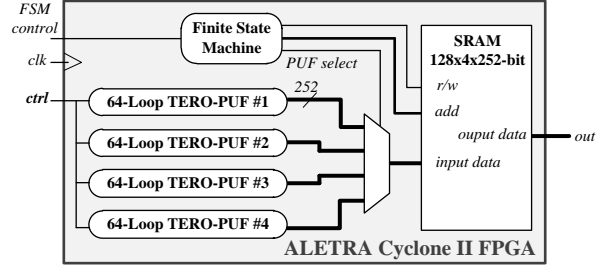 FSM
control
clk
ctrl
Finite State
Machine
PUF select
252
64-Loop TERO-PUF #1
64-Loop TERO-PUF #2
64-Loop TERO-PUF #3
64-Loop TERO-PUF #4
SRAM
128x4x252-bit
r/w
add
ouput data
input data
out
ALETRA Cyclone II FPGA